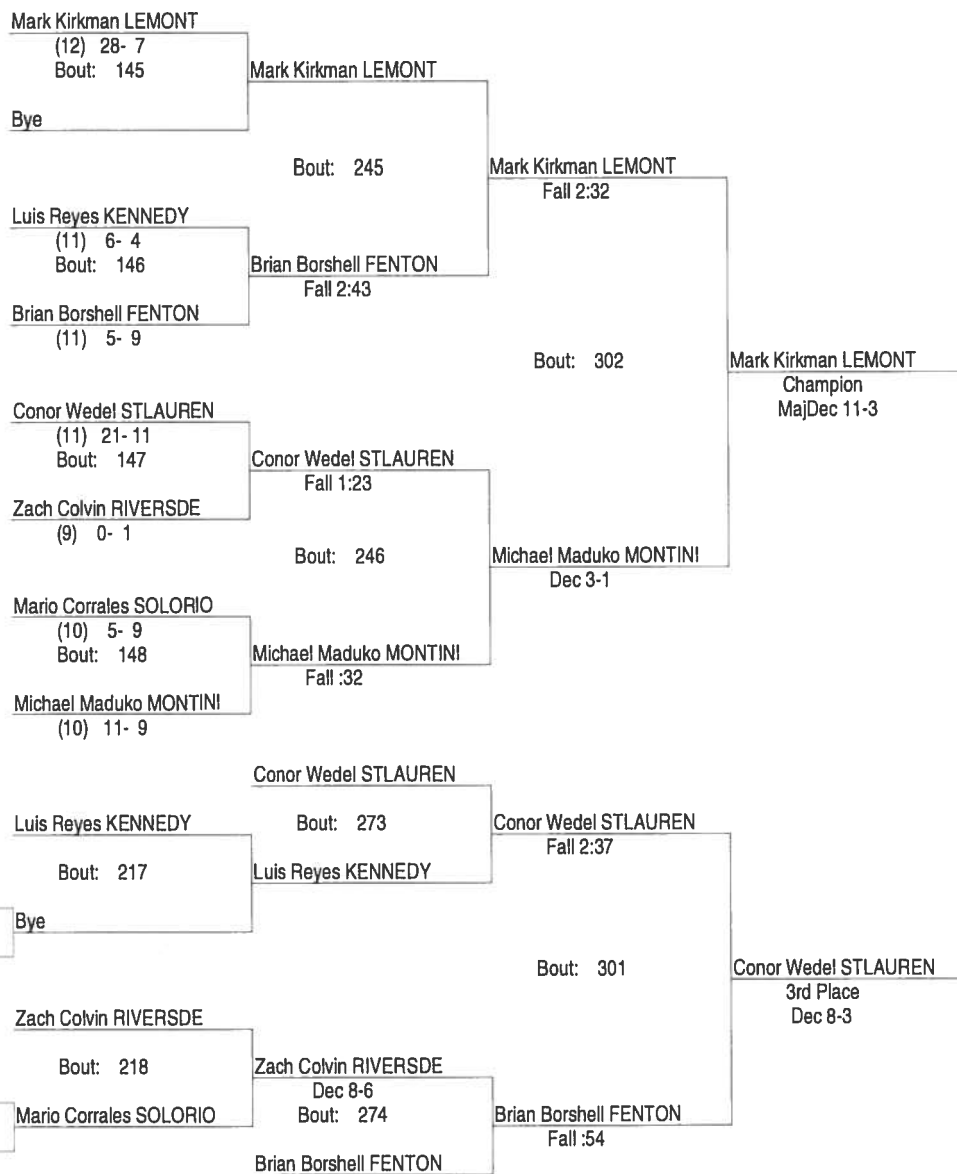 Mark Kirkman LEMONT
(12) 28- 7
Bout: 145
Mark Kirkman LEMONT
Bye
Bout: 245
Mark Kirkman LEMONT
Fall 2:32
Luis Reyes KENNEDY
(11) 6- 4
Bout: 146
Brian Borshell FENTON
Fall 2:43
Brian Borshell FENTON
(11) 5- 9
Bout: 302
Mark Kirkman LEMONT
Champion
MajDec 11-3
Conor Wedel STLAUREN
(11) 21- 11
Bout: 147
Conor Wedel STLAUREN
Fall 1:23
Zach Colvin RIVERSDE
(9) 0- 1
Bout: 246
Michael Maduko MONTINI
Dec 3-1
Mario Corrales SOLORIO
(10) 5- 9
Bout: 148
Michael Maduko MONTINI
Fall :32
Michael Maduko MONTINI
(10) 11- 9
Conor Wedel STLAUREN
Luis Reyes KENNEDY
Bout: 273
Conor Wedel STLAUREN
Fall 2:37
Bout: 217
Luis Reyes KENNEDY
Bye
Bout: 301
Conor Wedel STLAUREN
3rd Place
Dec 8-3
Zach Colvin RIVERSDE
Bout: 218
Zach Colvin RIVERSDE
Dec 8-6
Mario Corrales SOLORIO
Bout: 274
Brian Borshell FENTON
Fall :54
Brian Borshell FENTON